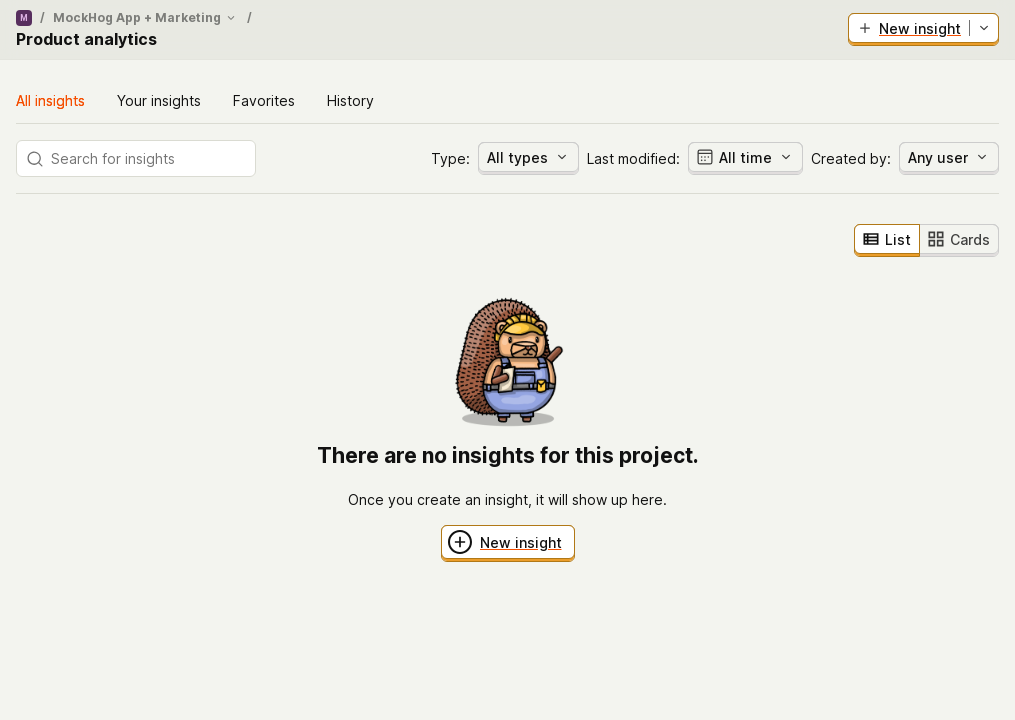 M / MockHog App + Marketing /
Product analytics
New insight
All insights Your insights Favorites History
Search for insights Type: All types Last modified: All time Created by: Any user
List Cards
There are no insights for this project.
Once you create an insight, it will show up here.
New insight